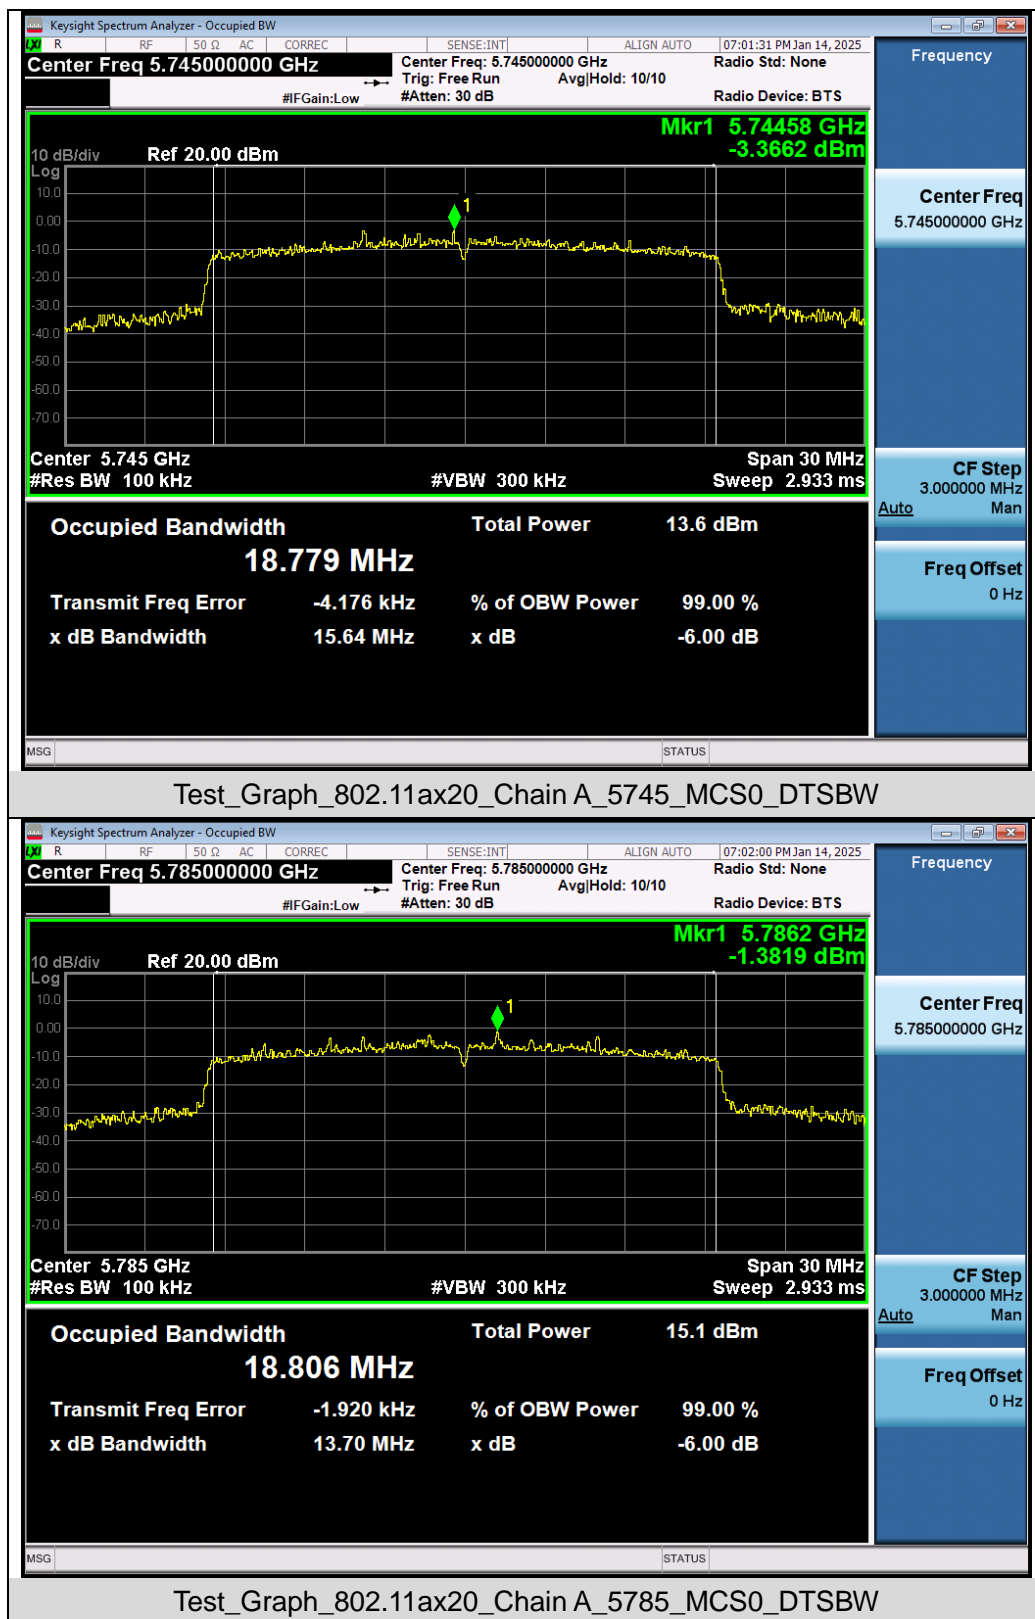 Keysight Spectrum Analyzer - Occupied BW
LXI R RF 50 Ω AC CORREC SENSE:INT ALIGN AUTO 07:01:31 PM Jan 14, 2025
Center Freq 5.745000000 GHz Center Freq: 5.745000000 GHz Radio Std: None
Trig: Free Run Avg|Hold: 10/10
#IFGain:Low #Atten: 30 dB Radio Device: BTS
Frequency
Mkr1 5.74458 GHz
-3.3662 dBm
10 dB/div Ref 20.00 dBm
Log
10.0
0.00
-10.0
-20.0
-30.0
-40.0
-50.0
-60.0
-70.0
1
Center 5.745 GHz Span 30 MHz
#Res BW 100 kHz #VBW 300 kHz Sweep 2.933 ms
Center Freq
5.745000000 GHz
CF Step
3.000000 MHz
Auto Man
Freq Offset
0 Hz
Occupied Bandwidth Total Power 13.6 dBm
18.779 MHz
Transmit Freq Error -4.176 kHz % of OBW Power 99.00 %
x dB Bandwidth 15.64 MHz x dB -6.00 dB
MSG STATUS
Test_Graph_802.11ax20_Chain A_5745_MCS0_DTSBW
Keysight Spectrum Analyzer - Occupied BW
LXI R RF 50 Ω AC CORREC SENSE:INT ALIGN AUTO 07:02:00 PM Jan 14, 2025
Center Freq 5.785000000 GHz Center Freq: 5.785000000 GHz Radio Std: None
Trig: Free Run Avg|Hold: 10/10
#IFGain:Low #Atten: 30 dB Radio Device: BTS
Frequency
Mkr1 5.7862 GHz
-1.3819 dBm
10 dB/div Ref 20.00 dBm
Log
10.0
0.00
-10.0
-20.0
-30.0
-40.0
-50.0
-60.0
-70.0
1
Center 5.785 GHz Span 30 MHz
#Res BW 100 kHz #VBW 300 kHz Sweep 2.933 ms
Center Freq
5.785000000 GHz
CF Step
3.000000 MHz
Auto Man
Freq Offset
0 Hz
Occupied Bandwidth Total Power 15.1 dBm
18.806 MHz
Transmit Freq Error -1.920 kHz % of OBW Power 99.00 %
x dB Bandwidth 13.70 MHz x dB -6.00 dB
MSG STATUS
Test_Graph_802.11ax20_Chain A_5785_MCS0_DTSBW